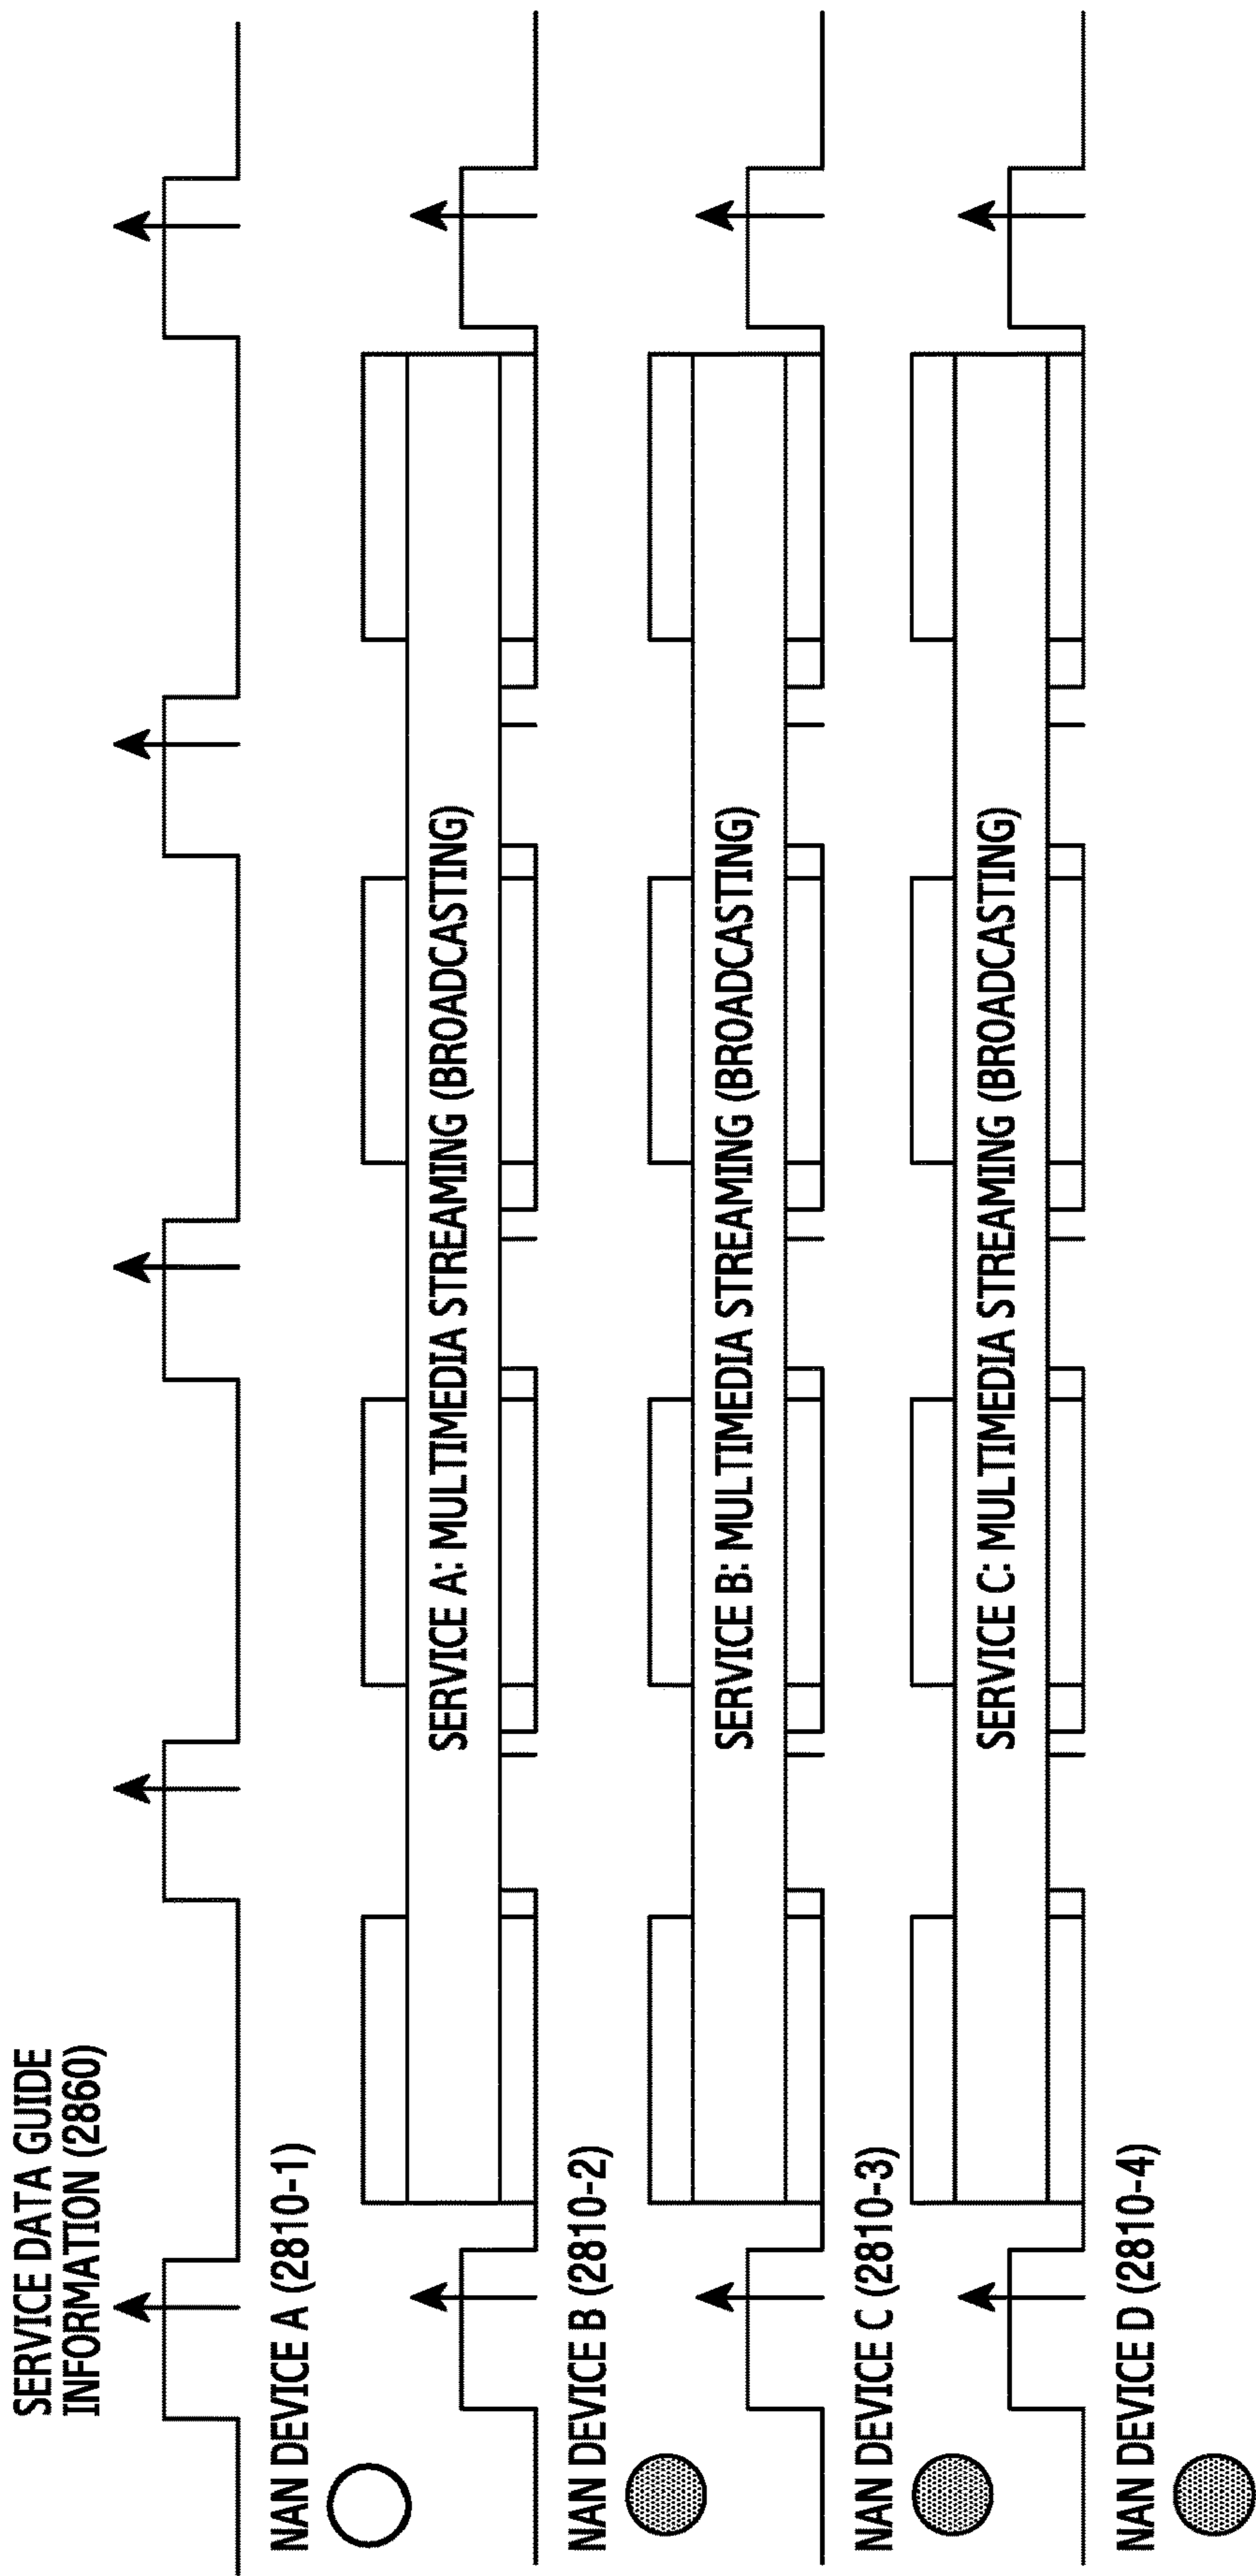 SERVICE DATA GUIDE
INFORMATION (2860)
NAN DEVICE A (2810-1)
SERVICE A: MULTIMEDIA STREAMING (BROADCASTING)
NAN DEVICE B (2810-2)
SERVICE B: MULTIMEDIA STREAMING (BROADCASTING)
NAN DEVICE C (2810-3)
SERVICE C: MULTIMEDIA STREAMING (BROADCASTING)
NAN DEVICE D (2810-4)